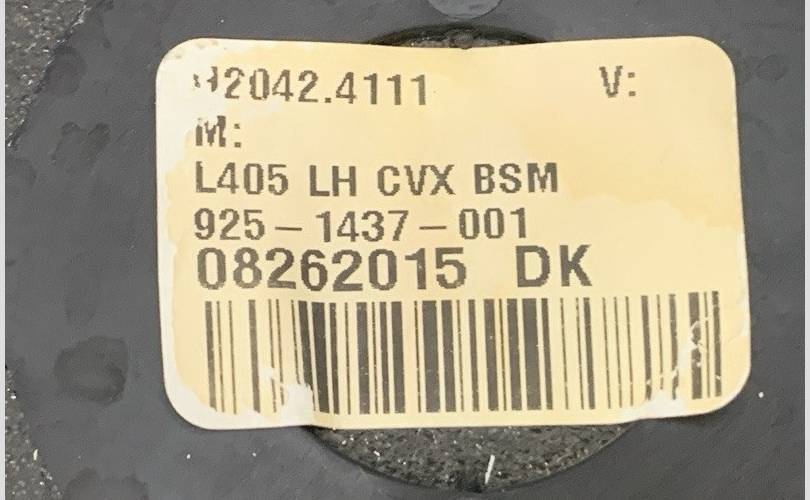 2042.4111 V:
M:
L405 LH CVX BSM
925-1437-001
08262015 DK